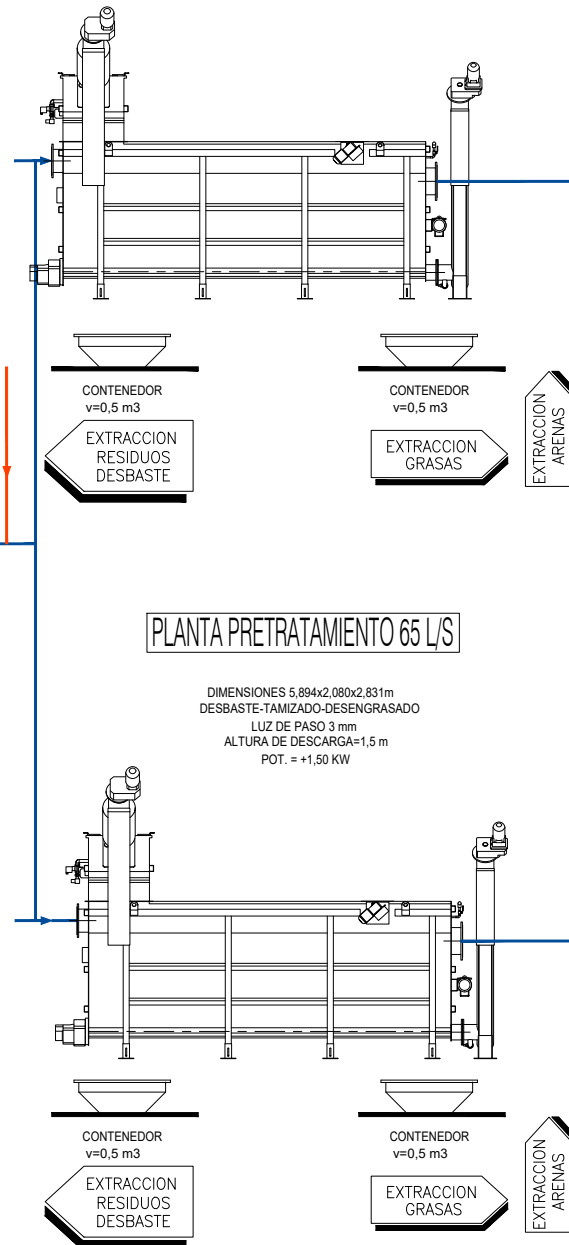 CONTENEDOR
v=0,5 m3
CONTENEDOR
v=0,5 m3
EXTRACCION
RESIDUOS
DESBASTE
EXTRACCION
GRASAS
EXTRACCION
ARENAS
PLANTA PRETRATAMIENTO 65 L/S
DIMENSIONES 5,894x2,080x2,831m
DESBASTE-TAMIZADO-DESENGRASADO
LUZ DE PASO 3 mm
ALTURA DE DESCARGA=1,5 m
POT. = +1,50 KW
CONTENEDOR
v=0,5 m3
CONTENEDOR
v=0,5 m3
EXTRACCION
RESIDUOS
DESBASTE
EXTRACCION
GRASAS
EXTRACCION
ARENAS